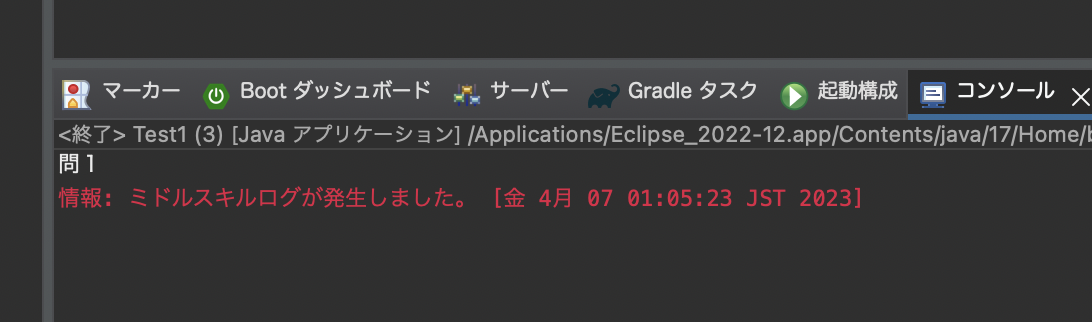 マーカー Boot ダッシュボード サーバー Gradle タスク 起動構成 コンソール
<終了> Test1 (3) [Java アプリケーション] /Applications/Eclipse_2022-12.app/Contents/java/17/Home/b
問１
情報: ミドルスキルログが発生しました。 [金 4月 07 01:05:23 JST 2023]